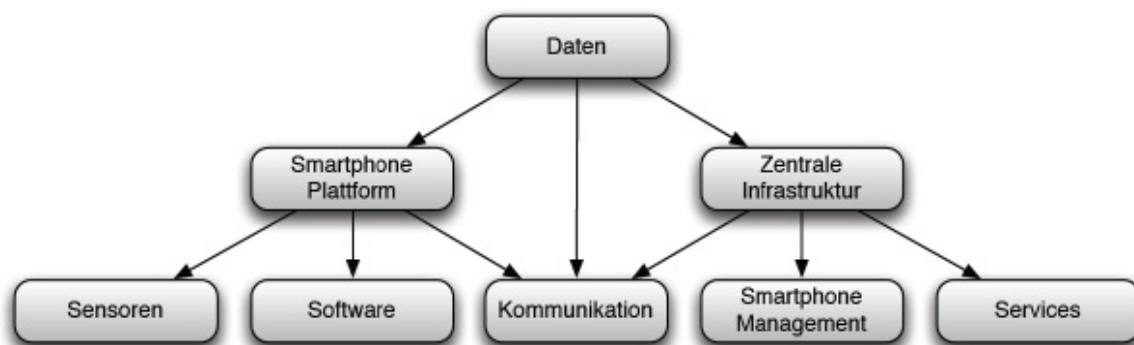 Daten
Smartphone
Plattform
Zentrale
Infrastruktur
Sensoren
Software
Kommunikation
Smartphone
Management
Services